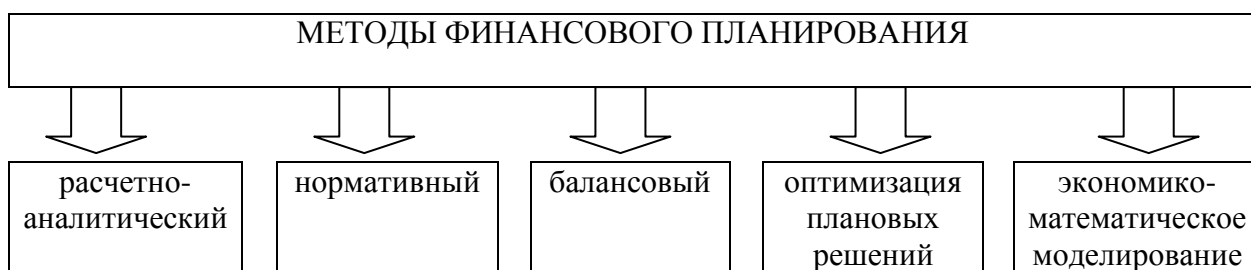 МЕТОДЫ ФИНАНСОВОГО ПЛАНИРОВАНИЯ
расчетно-
аналитический
нормативный
балансовый
оптимизация
плановых
решений
экономико-
математическое
моделирование